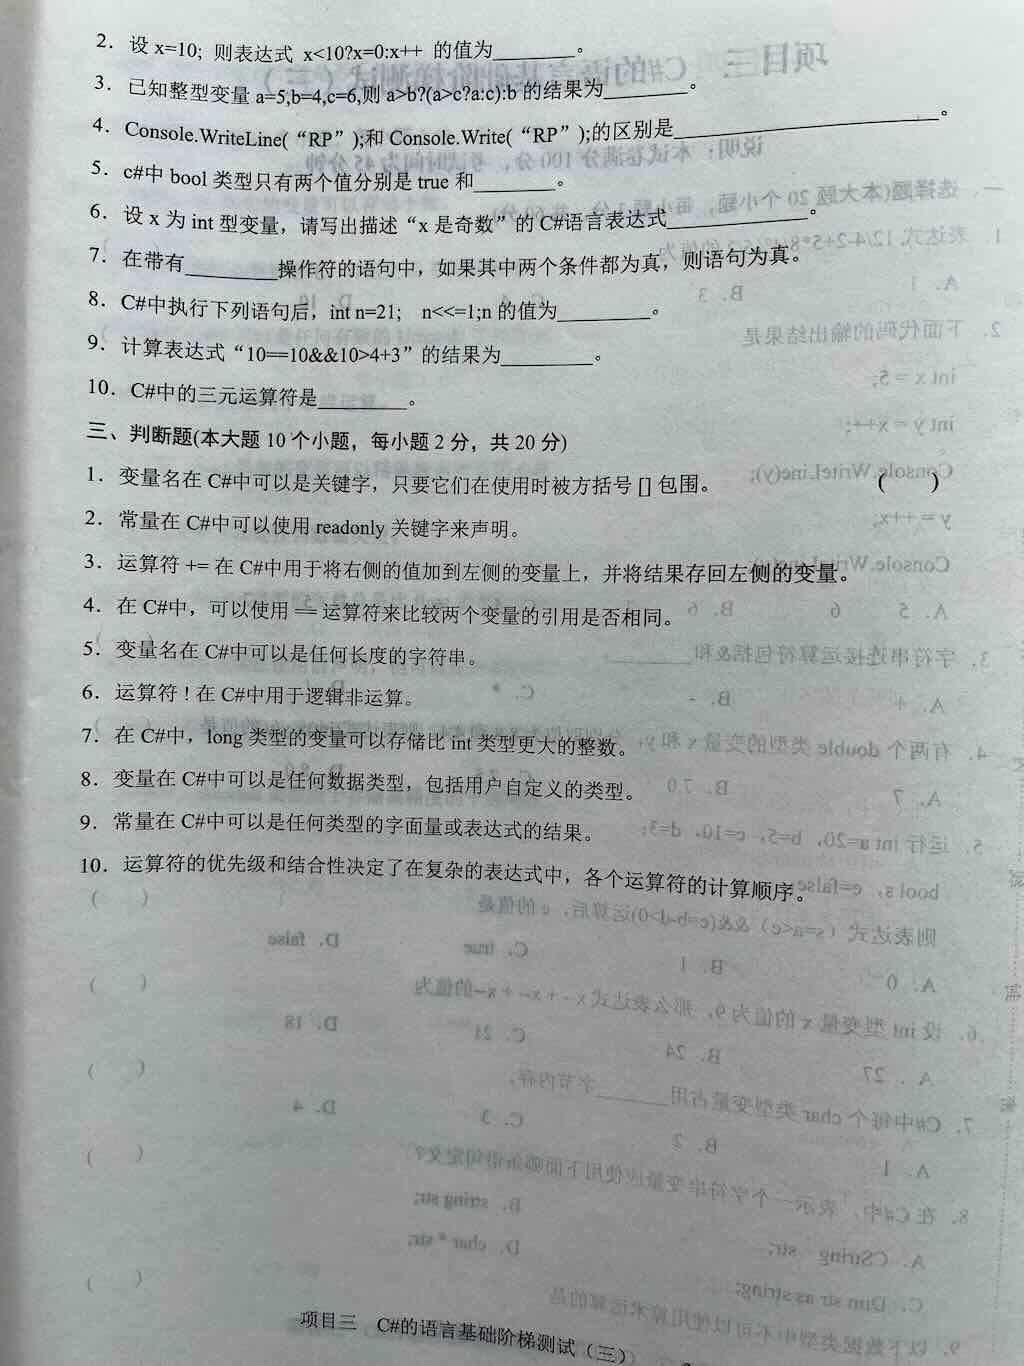 2. 设 x=10; 则表达式 x<10?x=0:x++ 的值为________。
3. 已知整型变量 a=5,b=4,c=6,则 a>b?(a>c?a:c):b 的结果为________。
4. Console.WriteLine(“RP”);和 Console.Write(“RP”);的区别是________________________。
5. c#中 bool 类型只有两个值分别是 true 和________。
6. 设 x 为 int 型变量，请写出描述“x 是奇数”的 C#语言表达式______________。
7. 在带有_________操作符的语句中，如果其中两个条件都为真，则语句为真。
8. C#中执行下列语句后，int n=21; n<<=1;n 的值为_________。
9. 计算表达式“10==10&&10>4+3”的结果为_________。
10. C#中的三元运算符是_________。
三、判断题(本大题 10 个小题，每小题 2 分，共 20 分)
1. 变量名在 C#中可以是关键字，只要它们在使用时被方括号 [] 包围。 ( )
2. 常量在 C#中可以使用 readonly 关键字来声明。
3. 运算符 += 在 C#中用于将右侧的值加到左侧的变量上，并将结果存回左侧的变量。
4. 在 C#中，可以使用 == 运算符来比较两个变量的引用是否相同。
5. 变量名在 C#中可以是任何长度的字符串。
6. 运算符 ! 在 C#中用于逻辑非运算。
7. 在 C#中，long 类型的变量可以存储比 int 类型更大的整数。
8. 变量在 C#中可以是任何数据类型，包括用户自定义的类型。
9. 常量在 C#中可以是任何类型的字面量或表达式的结果。
10. 运算符的优先级和结合性决定了在复杂的表达式中，各个运算符的计算顺序。
项目三 C#的语言基础阶梯测试（三）